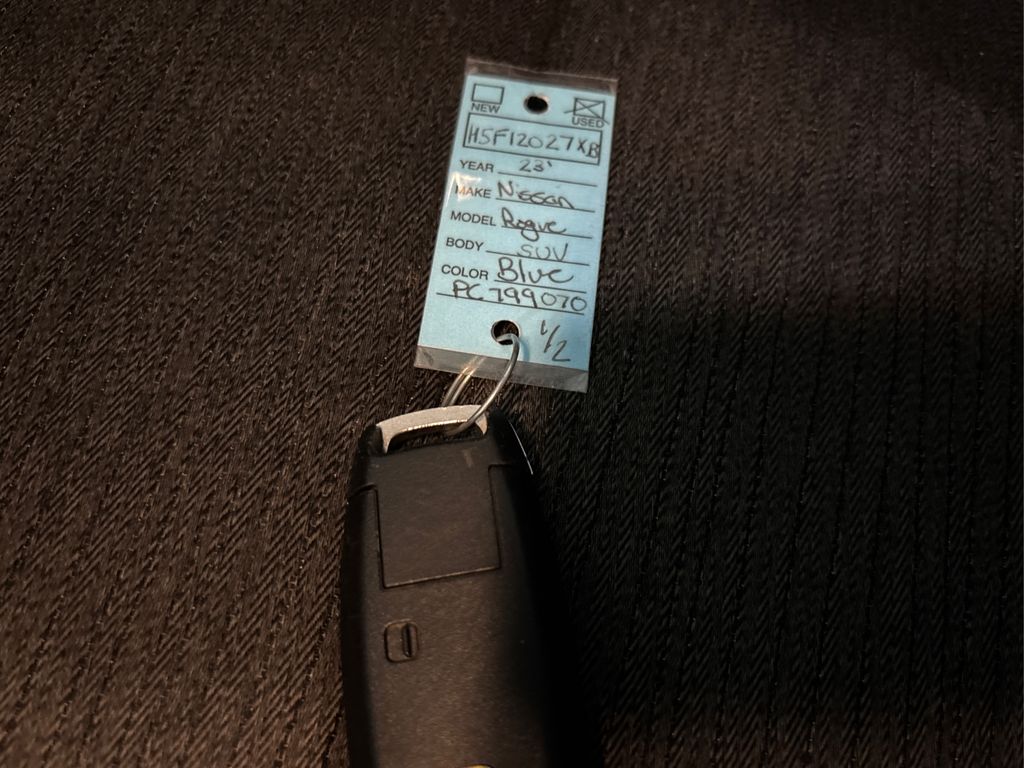 NEW USED
H5F12027XB
YEAR 23'
MAKE Nissan
MODEL Rogue
BODY SUV
COLOR Blue
PC799070
1/2